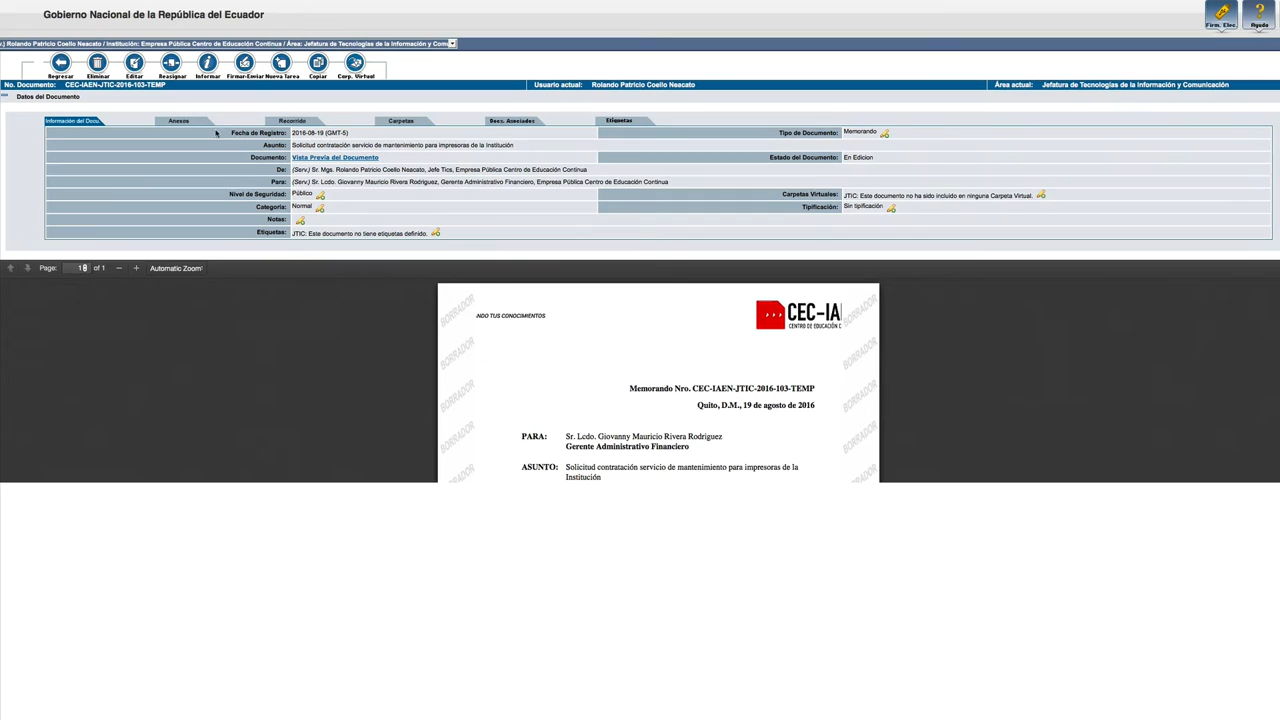 Gobierno Nacional de la República del Ecuador
Firm. Elec.
Ayuda
.) Rolando Patricio Coello Neacato / Institución: Empresa Pública Centro de Educación Continua / Área: Jefatura de Tecnologías de la Información y Com
Regresar Eliminar Editar Reasignar Informar Firmar-Enviar Nueva Tarea Copiar Carp. Virtual
No. Documento: CEC-IAEN-JTIC-2016-103-TEMP Usuario actual: Rolando Patricio Coello Neacato Área actual: Jefatura de Tecnologías de la Información y Comunicación
Datos del Documento
Información del Docu. Anexos Recorrido Carpetas Docs. Asociados Etiquetas
Fecha de Registro: 2016-08-19 (GMT-5) Tipo de Documento: Memorando
Asunto: Solicitud contratación servicio de mantenimiento para impresoras de la Institución
Documento: Vista Previa del Documento Estado del Documento: En Edicion
De: (Serv.) Sr. Mgs. Rolando Patricio Coello Neacato, Jefe Tics, Empresa Pública Centro de Educación Continua
Para: (Serv.) Sr. Lcdo. Giovanny Mauricio Rivera Rodriguez, Gerente Administrativo Financiero, Empresa Pública Centro de Educación Continua
Nivel de Seguridad: Público Carpetas Virtuales: JTIC: Este documento no ha sido incluido en ninguna Carpeta Virtual.
Categoría: Normal Tipificación: Sin tipificación
Notas:
Etiquetas: JTIC: Este documento no tiene etiquetas definido.
Page: 1 of 1 − + Automatic Zoom
BORRADOR BORRADOR
NDO TUS CONOCIMIENTOS
CEC-IA
CENTRO DE EDUCACIÓN C
BORRADOR BORRADOR
Memorando Nro. CEC-IAEN-JTIC-2016-103-TEMP
BORRADOR BORRADOR
Quito, D.M., 19 de agosto de 2016
BORRADOR BORRADOR
PARA: Sr. Lcdo. Giovanny Mauricio Rivera Rodriguez
Gerente Administrativo Financiero
ASUNTO: Solicitud contratación servicio de mantenimiento para impresoras de la
Institución
BORRADOR BORRADOR